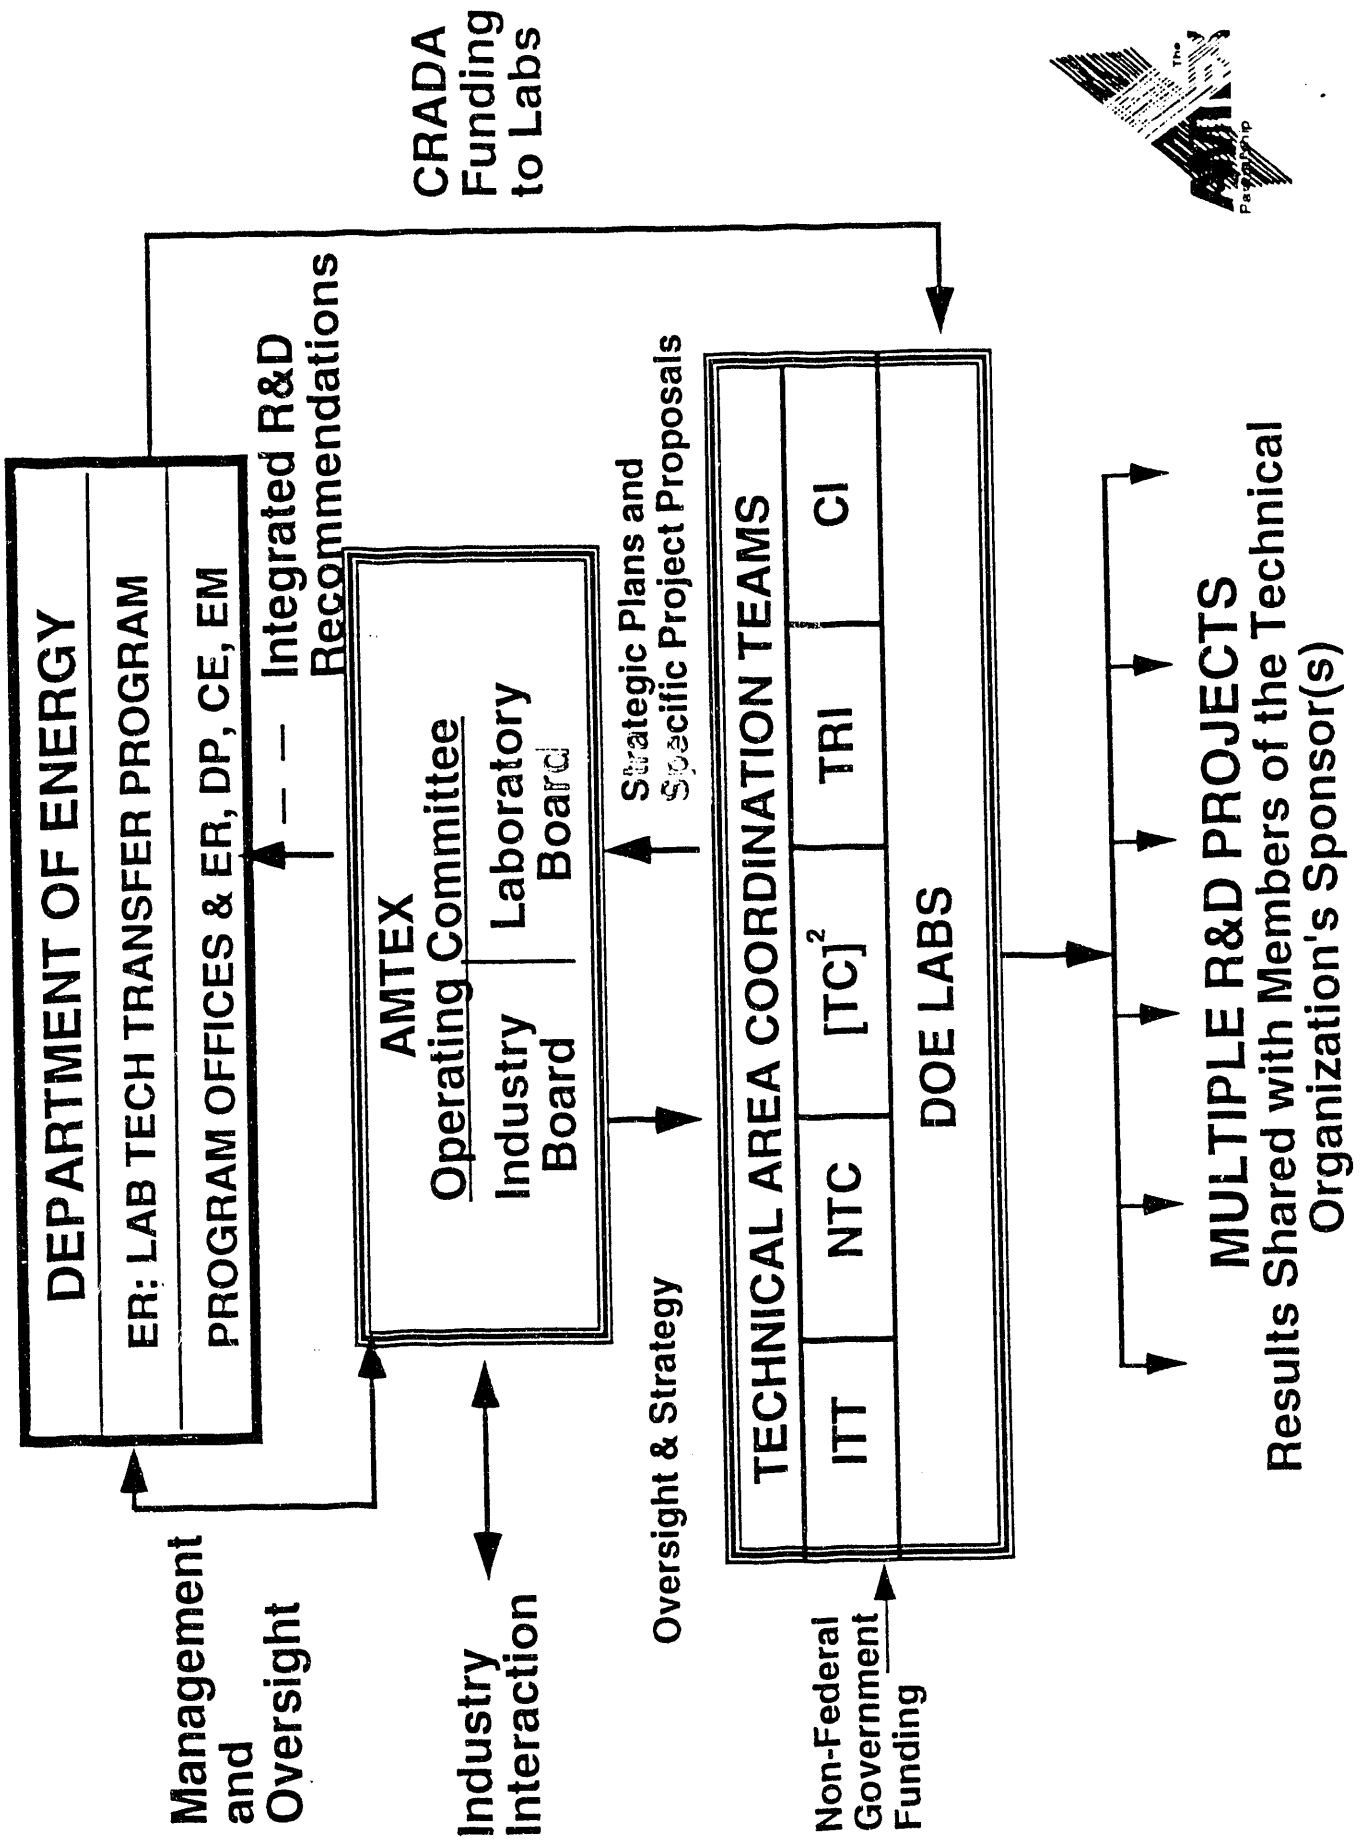 DEPARTMENT OF ENERGY
ER: LAB TECH TRANSFER PROGRAM
PROGRAM OFFICES & ER, DP, CE, EM
Management
and
Oversight
Integrated R&D
Recommendations
CRADA
Funding
to Labs
AMTEX
Operating Committee
Industry
Board
Laboratory
Board
Industry
Interaction
Oversight & Strategy
Strategic Plans and
Specific Project Proposals
TECHNICAL AREA COORDINATION TEAMS
ITT NTC [TC]² TRI CI
DOE LABS
Non-Federal
Government
Funding
MULTIPLE R&D PROJECTS
Results Shared with Members of the Technical
Organization's Sponsor(s)
The
Partnership